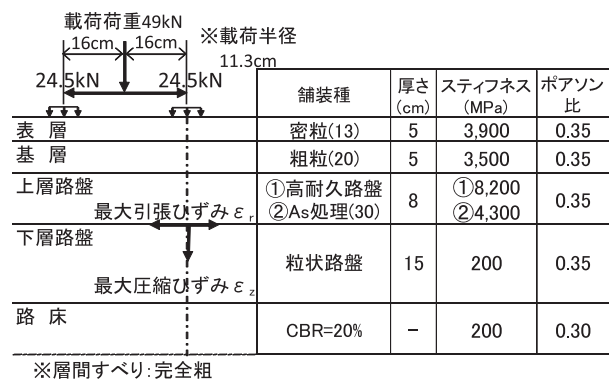 載荷荷重49kN
16cm 16cm
※載荷半径
11.3cm
24.5kN 24.5kN
舗装種 厚さ(cm) スティフネス(MPa) ポアソン比
表 層 密粒(13) 5 3,900 0.35
基 層 粗粒(20) 5 3,500 0.35
上層路盤 ①高耐久路盤 8 ①8,200 0.35
②As処理(30) ②4,300
最大引張ひずみεr
下層路盤 粒状路盤 15 200 0.35
最大圧縮ひずみεz
路 床 CBR=20% − 200 0.30
※層間すべり:完全粗